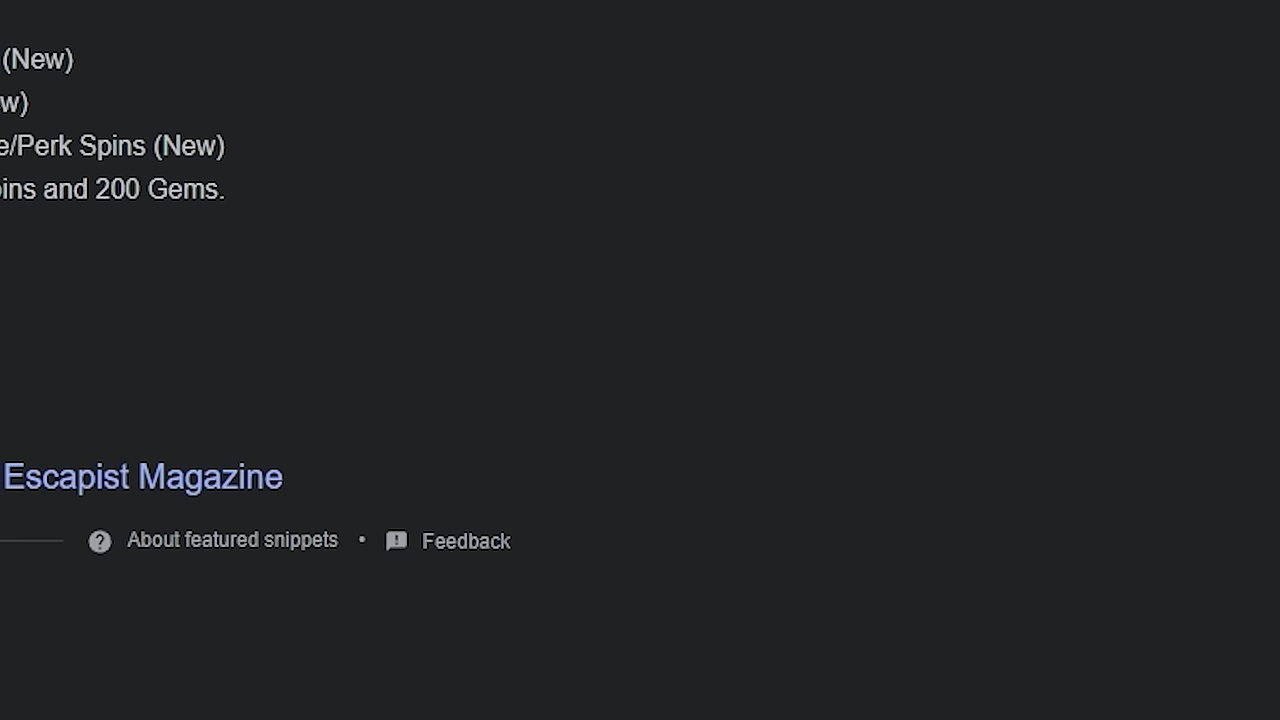 (New)
w)
e/Perk Spins (New)
ins and 200 Gems.
Escapist Magazine
About featured snippets • Feedback